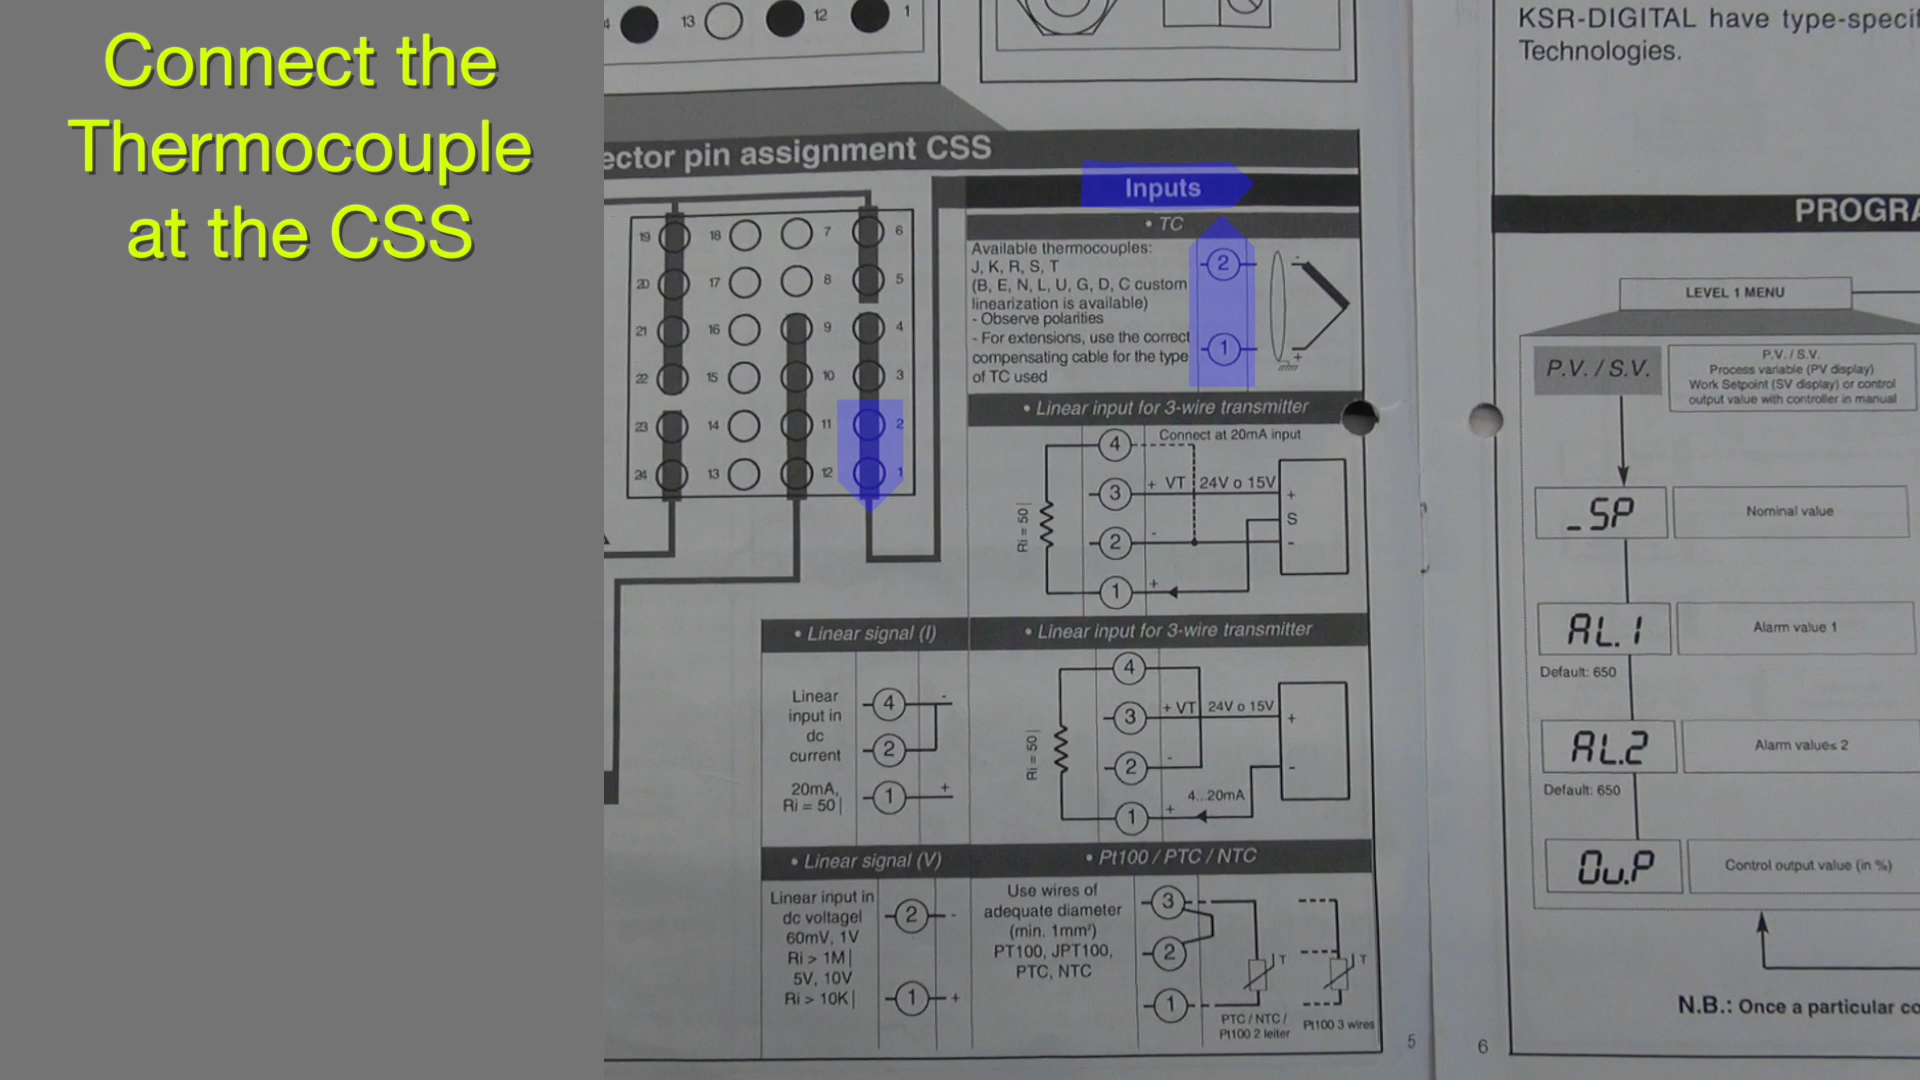 Connect the
Thermocouple
at the CSS
13
12
1
KSR-DIGITAL have type-specif
Technologies.
ector pin assignment CSS
Inputs
• TC
Available thermocouples:
J, K, R, S, T
(B, E, N, L, U, G, D, C custom
linearization is available)
- Observe polarities
- For extensions, use the correct
compensating cable for the type
of TC used
2
-
1
+
19 18 7 6
20 17 8 5
21 16 9 4
22 15 10 3
23 14 11 2
24 13 12 1
• Linear input for 3-wire transmitter
Connect at 20mA input
4
3
+ VT 24V o 15V
+
S
2
-
-
1
+
Ri = 50|
• Linear signal (I)
Linear
input in
dc
current
20mA,
Ri = 50|
4
-
2
1
+
• Linear input for 3-wire transmitter
4
3
+ VT 24V o 15V
+
2
-
-
4...20mA
1
+
Ri = 50|
• Linear signal (V)
Linear input in
dc voltagel
60mV, 1V
Ri > 1M|
5V, 10V
Ri > 10K|
2
-
1
+
• Pt100 / PTC / NTC
Use wires of
adequate diameter
(min. 1mm²)
PT100, JPT100,
PTC, NTC
3
2
1
T
T
PTC / NTC /
Pt100 2 leiter
Pt100 3 wires
5
PROGRA
LEVEL 1 MENU
P.V. / S.V.
P.V. / S.V.
Process variable (PV display)
Work Setpoint (SV display) or control
output value with controller in manual
_SP
Nominal value
AL.1
Alarm value 1
Default: 650
AL.2
Alarm values 2
Default: 650
Ou.P
Control output value (in %)
N.B.: Once a particular co
6